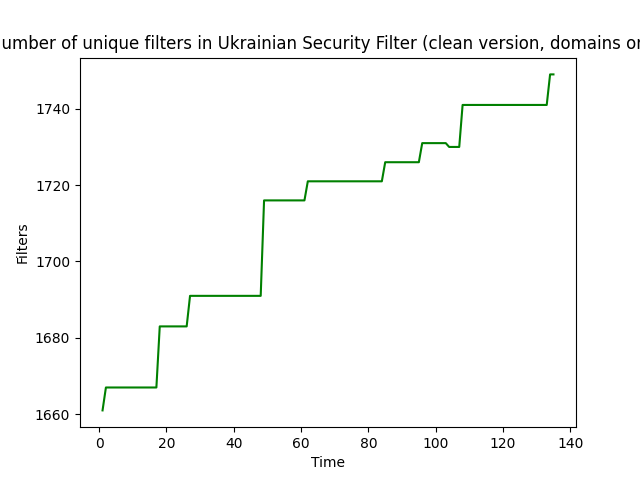 umber of unique filters in Ukrainian Security Filter (clean version, domains or
1740
1720
1700
1680
1660
Filters
0 20 40 60 80 100 120 140
Time